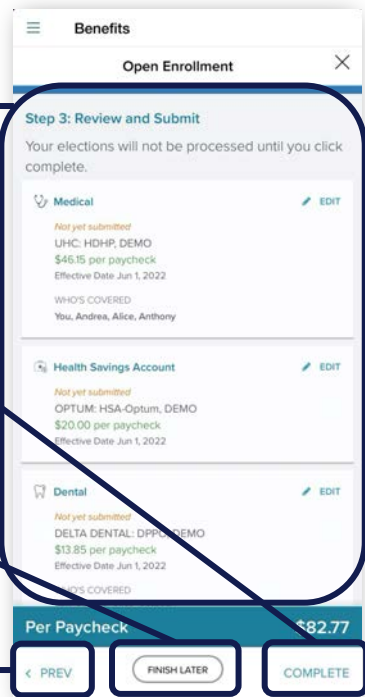 Benefits
Open Enrollment
Step 3: Review and Submit
Your elections will not be processed until you click
complete.
Medical
EDIT
Not yet submitted
UHC: HDHP, DEMO
$46.15 per paycheck
Effective Date Jun 1, 2022
WHO'S COVERED
You, Andrea, Alice, Anthony
Health Savings Account
EDIT
Not yet submitted
OPTUM: HSA-Optum, DEMO
$20.00 per paycheck
Effective Date Jun 1, 2022
Dental
EDIT
Not yet submitted
DELTA DENTAL: DPPO, DEMO
$13.85 per paycheck
Effective Date Jun 1, 2022
WHO'S COVERED
Per Paycheck
$82.77
< PREV
FINISH LATER
COMPLETE